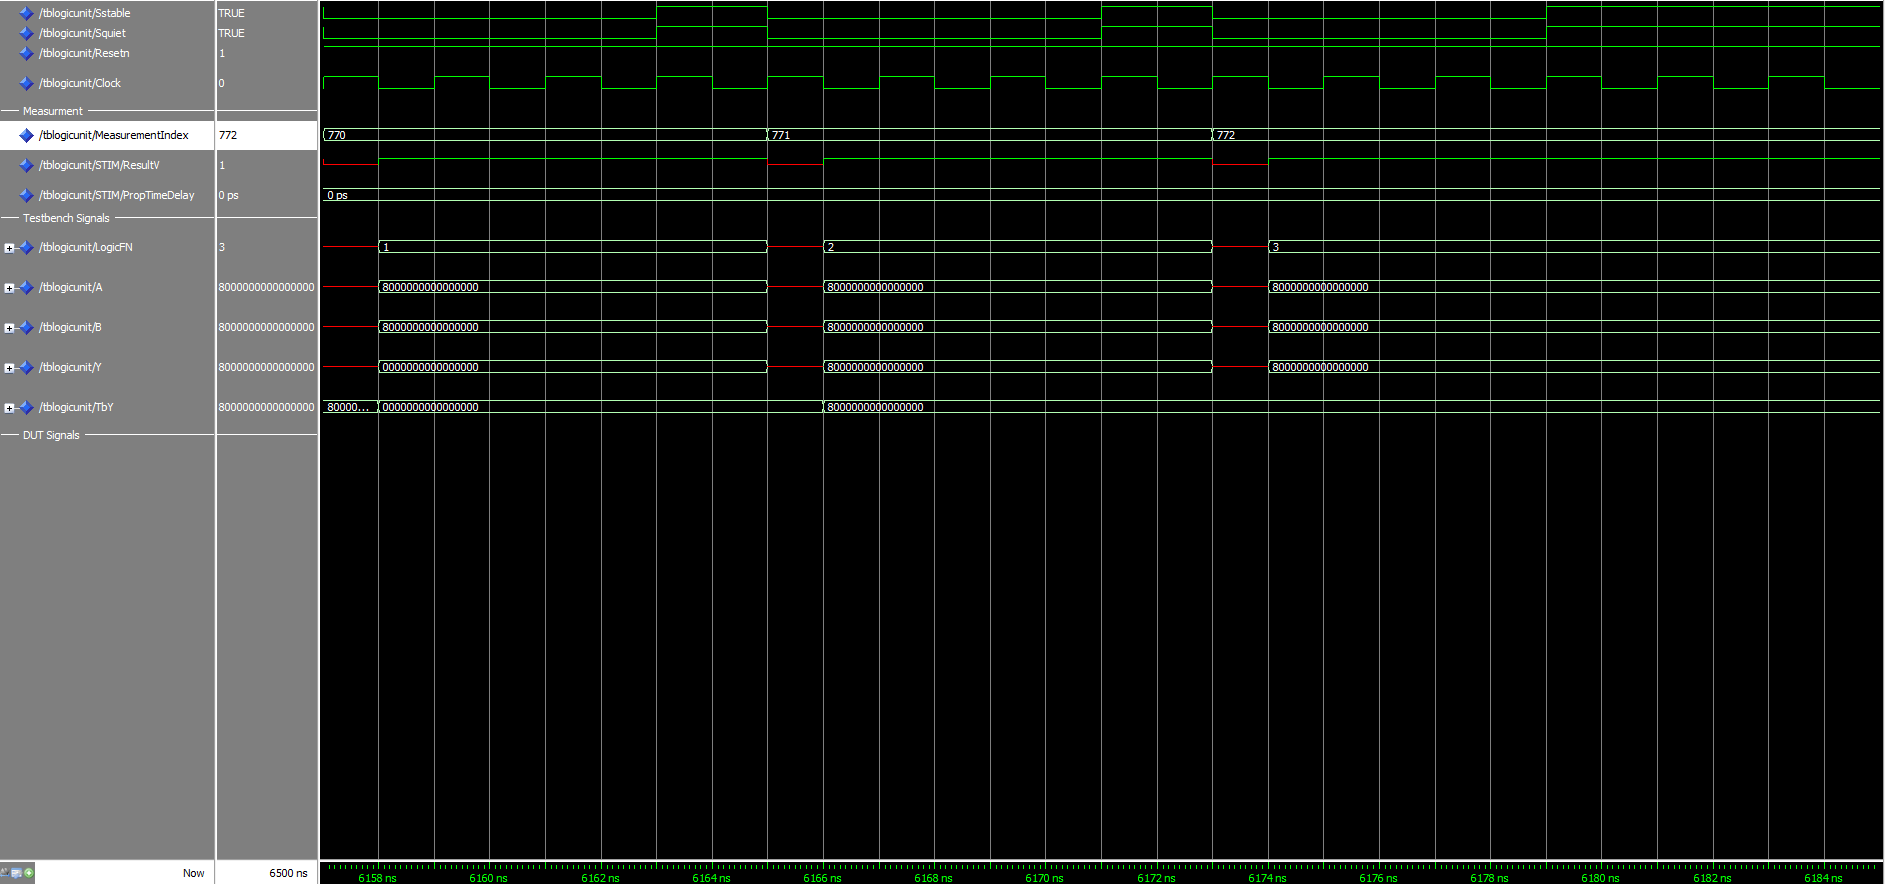 /tblogicunit/Sstable TRUE
/tblogicunit/Squiet TRUE
/tblogicunit/Resetn 1
/tblogicunit/Clock 0
Measurment
/tblogicunit/MeasurementIndex 772 770 771 772
/tblogicunit/STIM/ResultV 1
/tblogicunit/STIM/PropTimeDelay 0 ps 0 ps
Testbench Signals
/tblogicunit/LogicFN 3 1 2 3
/tblogicunit/A 8000000000000000 8000000000000000 8000000000000000 8000000000000000
/tblogicunit/B 8000000000000000 8000000000000000 8000000000000000 8000000000000000
/tblogicunit/Y 8000000000000000 0000000000000000 8000000000000000 8000000000000000
/tblogicunit/TbY 8000000000000000 80000... 0000000000000000 8000000000000000
DUT Signals
Now 6500 ns
6158 ns 6160 ns 6162 ns 6164 ns 6166 ns 6168 ns 6170 ns 6172 ns 6174 ns 6176 ns 6178 ns 6180 ns 6182 ns 6184 ns